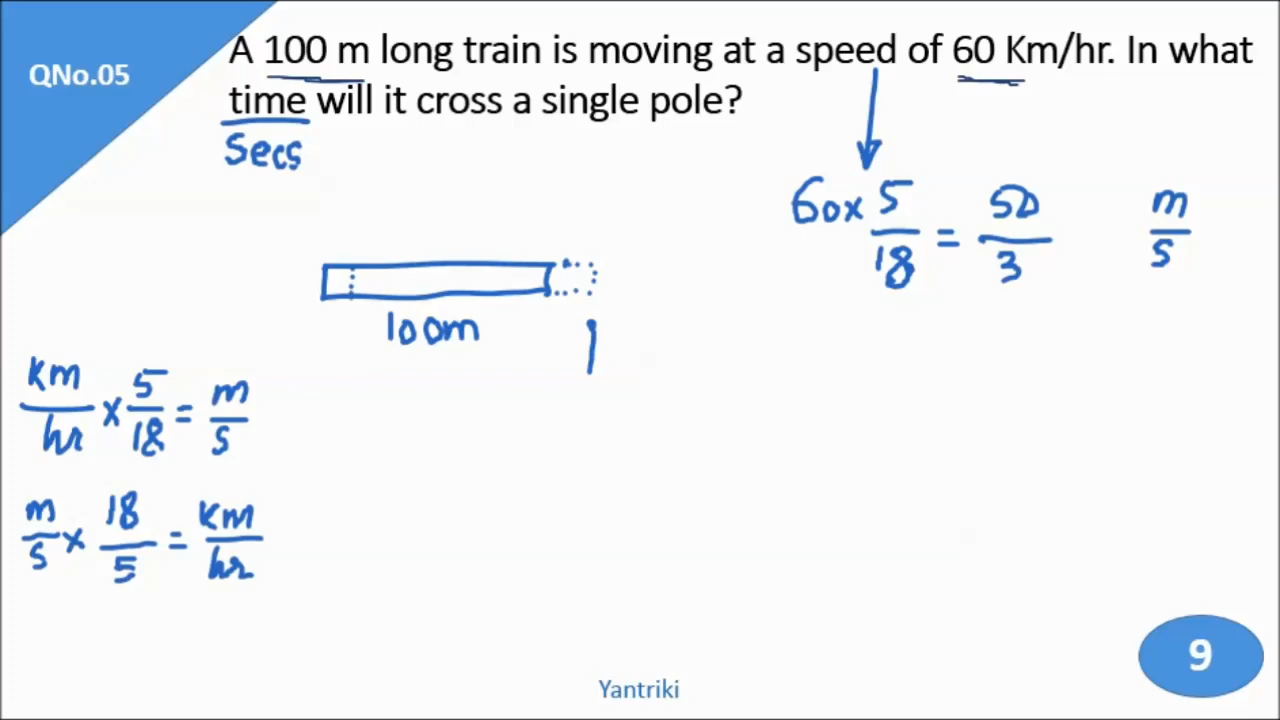 QNo.05
A 100 m long train is moving at a speed of 60 Km/hr. In what
time will it cross a single pole?
Secs
60 x 5/18 = 50/3 m/s
100m
Km/hr x 5/18 = m/s
m/s x 18/5 = Km/hr
9
Yantriki